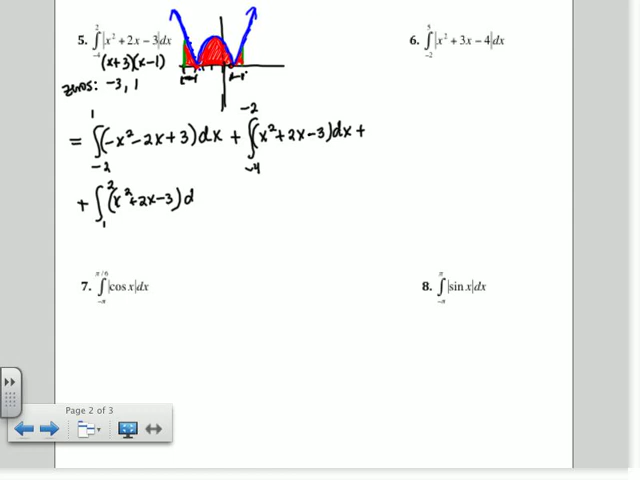 5. ∫_{-4}^{2} |x² + 2x − 3|dx
(x+3)(x−1)
zeros: −3, 1
= ∫_{-2}^{1} (−x²−2x+3)dx + ∫_{-4}^{-2} (x²+2x−3)dx +
+ ∫_{1}^{2} (x²+2x−3)d
6. ∫_{-2}^{5} |x² + 3x − 4|dx
7. ∫_{-π}^{π/6} |cos x|dx
8. ∫_{-π}^{π} |sin x|dx
Page 2 of 3